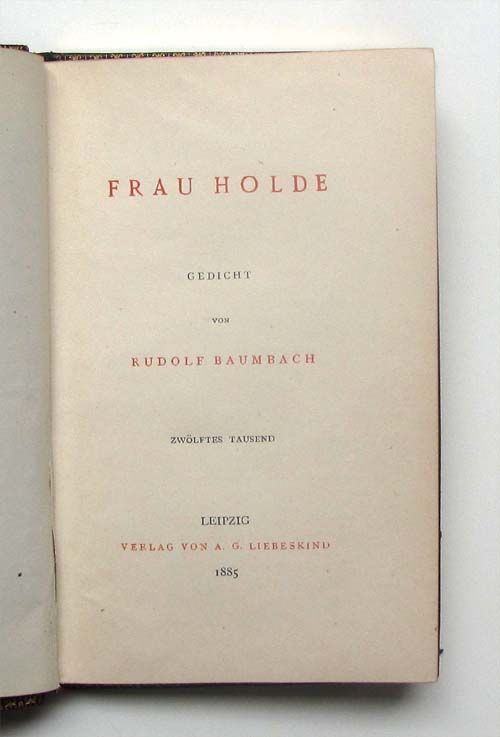 FRAU HOLDE
GEDICHT
VON
RUDOLF BAUMBACH
ZWÖLFTES TAUSEND
LEIPZIG
VERLAG VON A. G. LIEBESKIND
1885